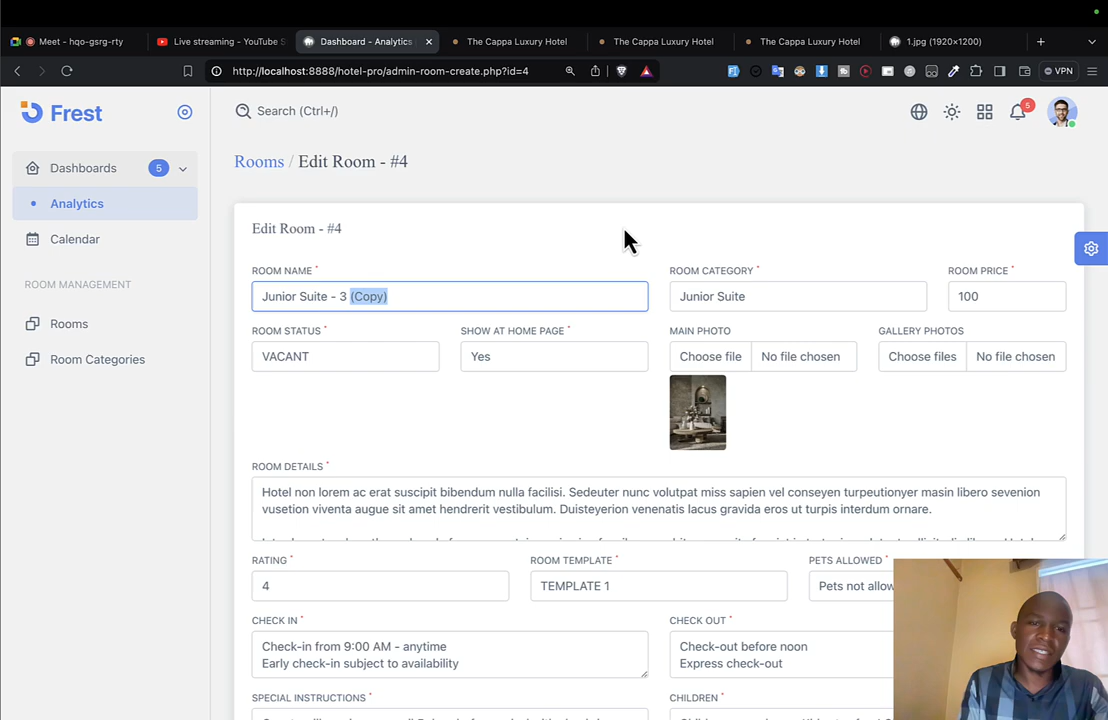 Meet - hqo-gsrg-rty
Live streaming - YouTube S
Dashboard - Analytics
The Cappa Luxury Hotel
The Cappa Luxury Hotel
The Cappa Luxury Hotel
1.jpg (1920×1200)
http://localhost:8888/hotel-pro/admin-room-create.php?id=4
VPN
Frest
Search (Ctrl+/)
5
Dashboards
5
Analytics
Calendar
ROOM MANAGEMENT
Rooms
Room Categories
Rooms / Edit Room - #4
Edit Room - #4
ROOM NAME *
ROOM CATEGORY *
ROOM PRICE *
Junior Suite - 3 (Copy)
Junior Suite
100
ROOM STATUS *
SHOW AT HOME PAGE *
MAIN PHOTO
GALLERY PHOTOS
VACANT
Yes
Choose file
No file chosen
Choose files
No file chosen
ROOM DETAILS *
Hotel non lorem ac erat suscipit bibendum nulla facilisi. Sedeuter nunc volutpat miss sapien vel conseyen turpeutionyer masin libero sevenion
vusetion viventa augue sit amet hendrerit vestibulum. Duisteyerion venenatis lacus gravida eros ut turpis interdum ornare.
RATING *
ROOM TEMPLATE *
PETS ALLOWED *
4
TEMPLATE 1
Pets not allow
CHECK IN *
CHECK OUT *
Check-in from 9:00 AM - anytime
Early check-in subject to availability
Check-out before noon
Express check-out
SPECIAL INSTRUCTIONS *
CHILDREN *